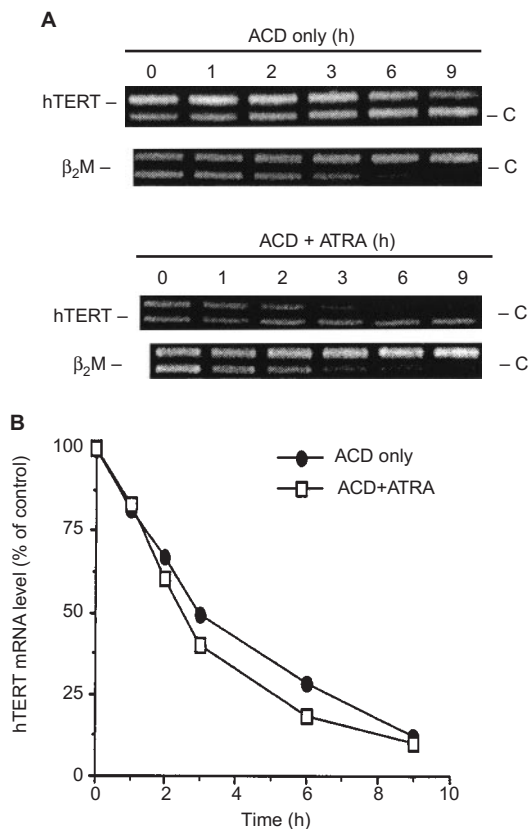 A
ACD only (h)
0 1 2 3 6 9
hTERT –
– C
β₂M –
– C
ACD + ATRA (h)
0 1 2 3 6 9
hTERT –
– C
β₂M –
– C
B
100
75
50
25
0
hTERT mRNA level (% of control)
ACD only
ACD+ATRA
0 2 4 6 8 10
Time (h)